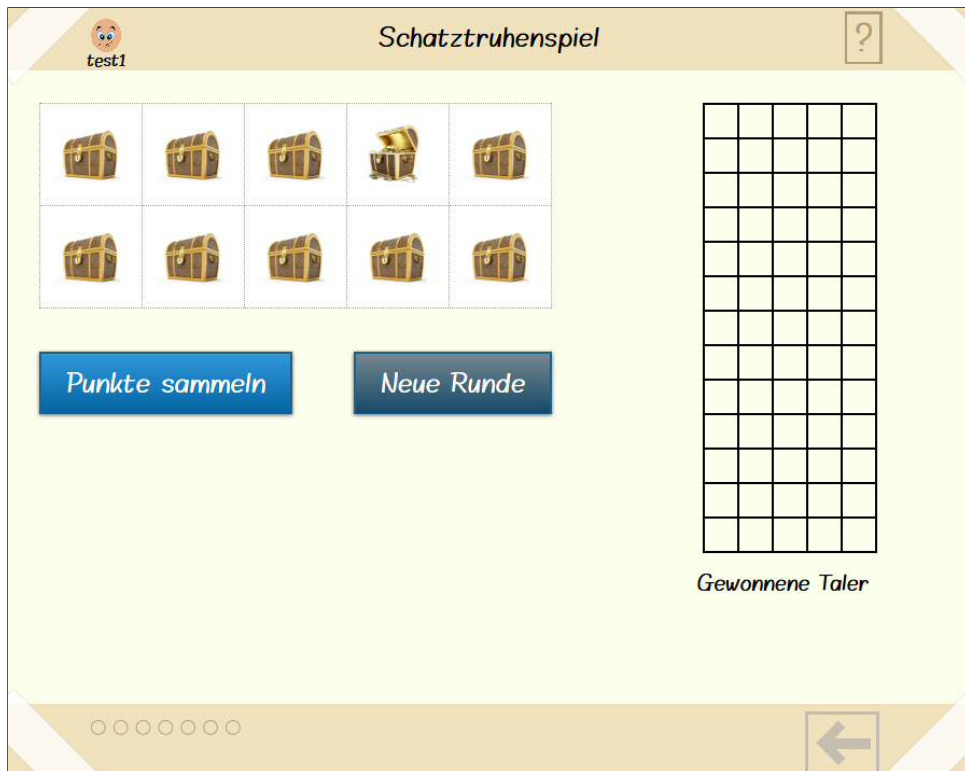 Schatztruhenspiel
?
test1
Punkte sammeln
Neue Runde
Gewonnene Taler